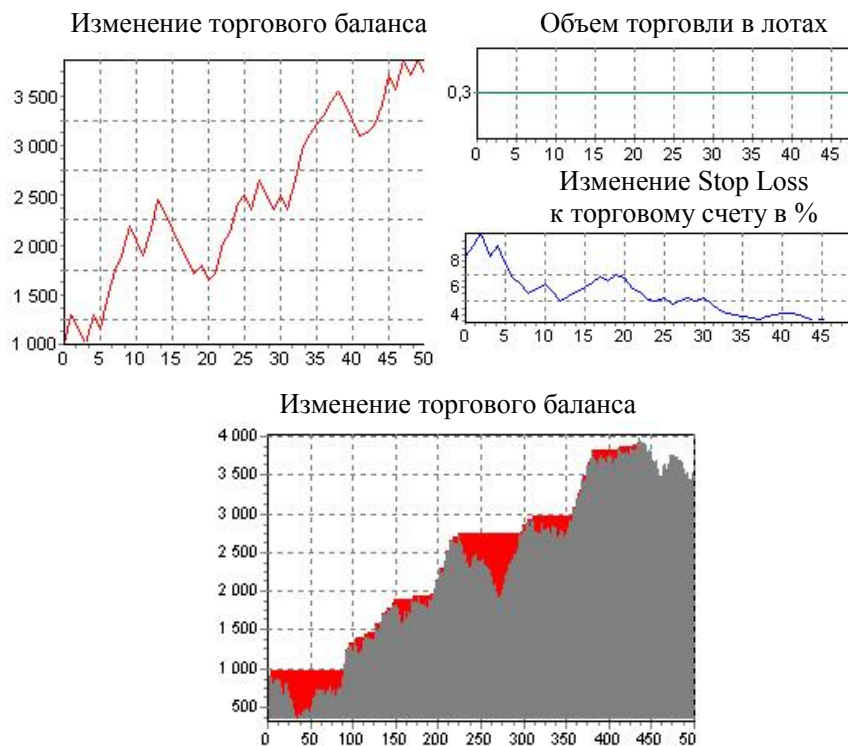 Изменение торгового баланса
3 500
3 000
2 500
2 000
1 500
1 000
0 5 10 15 20 25 30 35 40 45 50
Объем торговли в лотах
0,3
0 5 10 15 20 25 30 35 40 45
Изменение Stop Loss
к торговому счету в %
8
6
4
0 5 10 15 20 25 30 35 40 45
Изменение торгового баланса
4 000
3 500
3 000
2 500
2 000
1 500
1 000
500
0 50 100 150 200 250 300 350 400 450 500